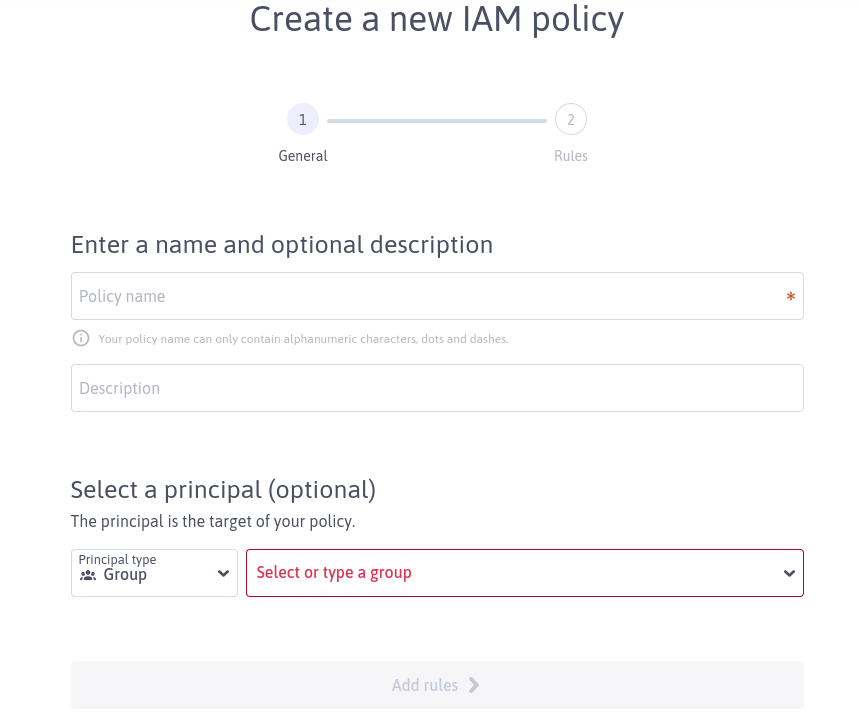 Create a new IAM policy
1
2
General
Rules
Enter a name and optional description
Policy name *
Your policy name can only contain alphanumeric characters, dots and dashes.
Description
Select a principal (optional)
The principal is the target of your policy.
Principal type
Group
Select or type a group
Add rules